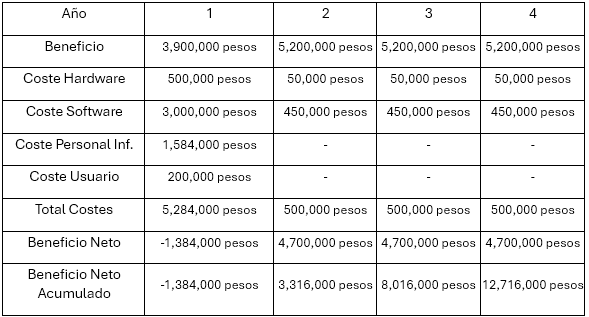 Año 1 2 3 4
Beneficio 3,900,000 pesos 5,200,000 pesos 5,200,000 pesos 5,200,000 pesos
Coste Hardware 500,000 pesos 50,000 pesos 50,000 pesos 50,000 pesos
Coste Software 3,000,000 pesos 450,000 pesos 450,000 pesos 450,000 pesos
Coste Personal Inf. 1,584,000 pesos - - -
Coste Usuario 200,000 pesos - - -
Total Costes 5,284,000 pesos 500,000 pesos 500,000 pesos 500,000 pesos
Beneficio Neto -1,384,000 pesos 4,700,000 pesos 4,700,000 pesos 4,700,000 pesos
Beneficio Neto
Acumulado -1,384,000 pesos 3,316,000 pesos 8,016,000 pesos 12,716,000 pesos